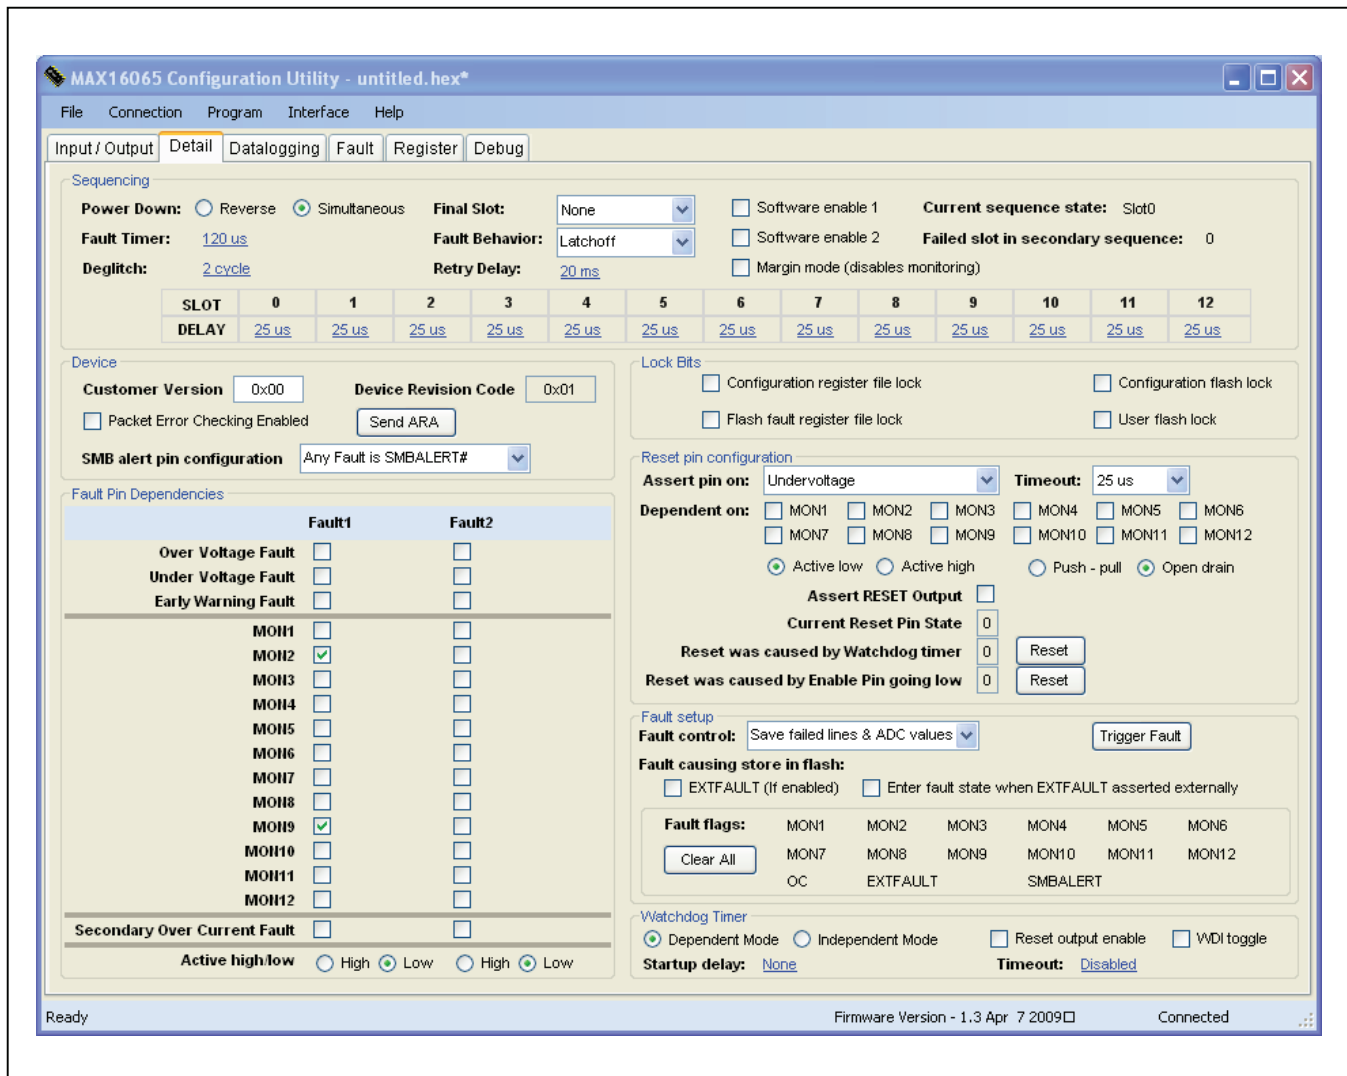 MAX16065 Configuration Utility - untitled.hex*
File Connection Program Interface Help
Input / Output Detail Datalogging Fault Register Debug
Sequencing
Power Down: Reverse Simultaneous Final Slot: None Software enable 1 Current sequence state: Slot0
Fault Timer: 120 us Fault Behavior: Latchoff Software enable 2 Failed slot in secondary sequence: 0
Deglitch: 2 cycle Retry Delay: 20 ms Margin mode (disables monitoring)
SLOT 0 1 2 3 4 5 6 7 8 9 10 11 12
DELAY 25 us 25 us 25 us 25 us 25 us 25 us 25 us 25 us 25 us 25 us 25 us 25 us 25 us
Device
Customer Version 0x00 Device Revision Code 0x01
Packet Error Checking Enabled Send ARA
SMB alert pin configuration Any Fault is SMBALERT#
Fault Pin Dependencies
Fault1 Fault2
Over Voltage Fault
Under Voltage Fault
Early Warning Fault
MON1
MON2
MON3
MON4
MON5
MON6
MON7
MON8
MON9
MON10
MON11
MON12
Secondary Over Current Fault
Active high/low High Low High Low
Lock Bits
Configuration register file lock Configuration flash lock
Flash fault register file lock User flash lock
Reset pin configuration
Assert pin on: Undervoltage Timeout: 25 us
Dependent on: MON1 MON2 MON3 MON4 MON5 MON6
MON7 MON8 MON9 MON10 MON11 MON12
Active low Active high Push - pull Open drain
Assert RESET Output
Current Reset Pin State 0
Reset was caused by Watchdog timer 0 Reset
Reset was caused by Enable Pin going low 0 Reset
Fault setup
Fault control: Save failed lines & ADC values Trigger Fault
Fault causing store in flash:
EXTFAULT (If enabled) Enter fault state when EXTFAULT asserted externally
Fault flags: MON1 MON2 MON3 MON4 MON5 MON6
Clear All MON7 MON8 MON9 MON10 MON11 MON12
OC EXTFAULT SMBALERT
Watchdog Timer
Dependent Mode Independent Mode Reset output enable WDI toggle
Startup delay: None Timeout: Disabled
Ready Firmware Version - 1.3 Apr 7 2009□ Connected